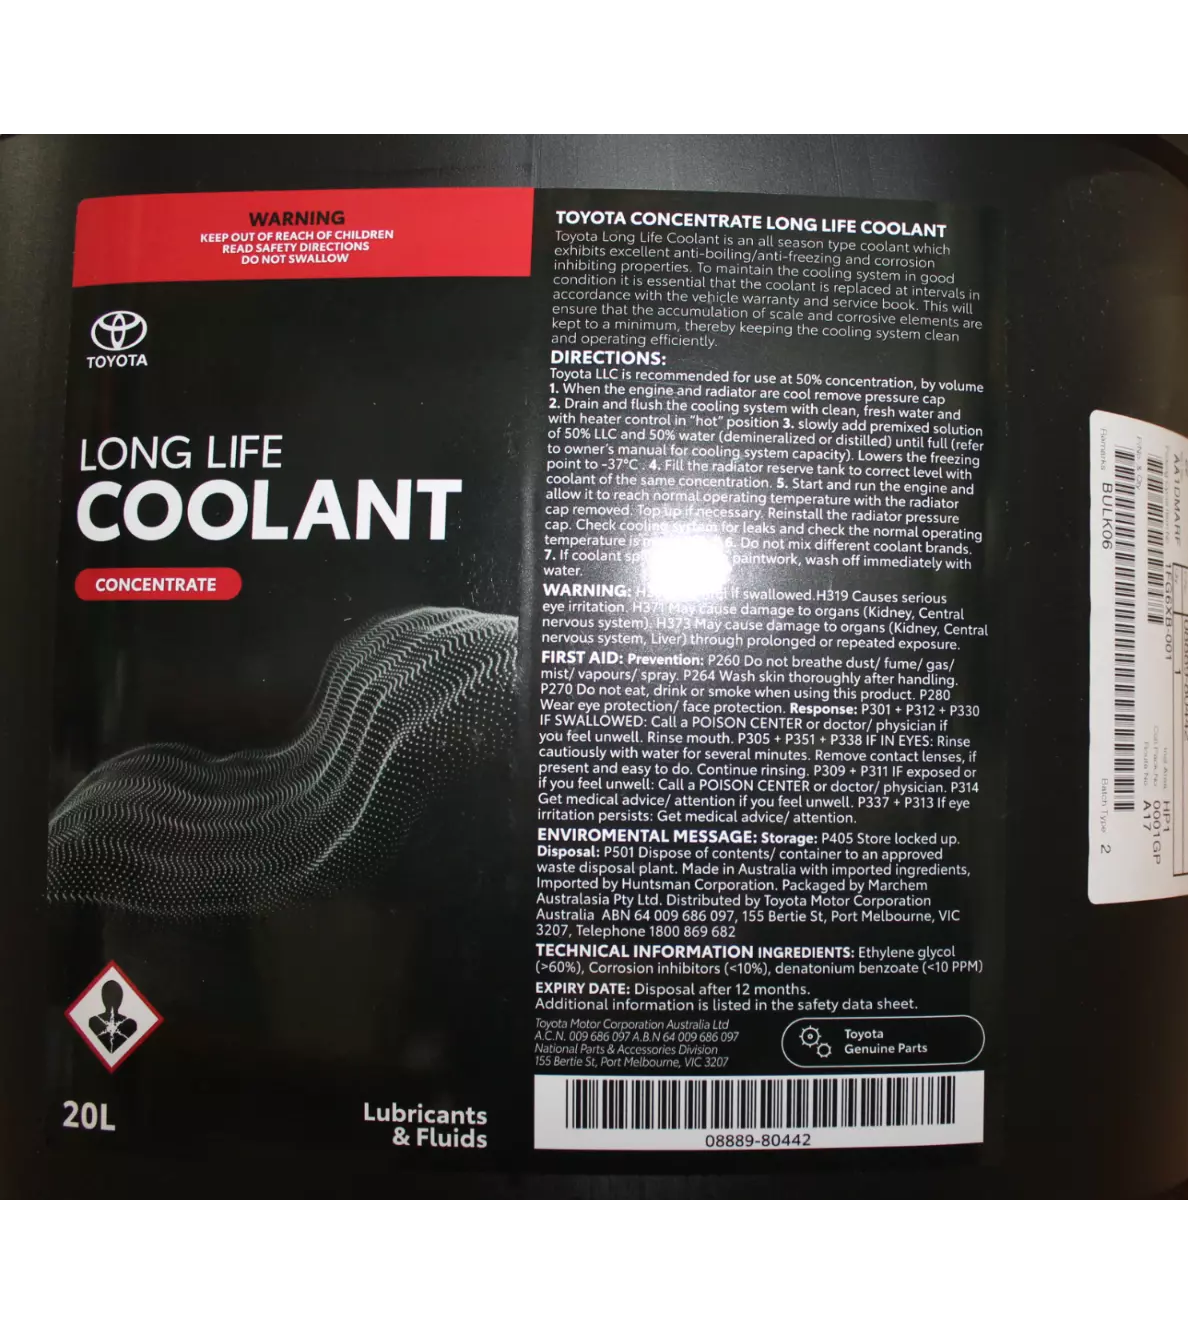 WARNING
KEEP OUT OF REACH OF CHILDREN
READ SAFETY DIRECTIONS
DO NOT SWALLOW
TOYOTA
LONG LIFE
COOLANT
CONCENTRATE
20L
Lubricants
& Fluids
TOYOTA CONCENTRATE LONG LIFE COOLANT
Toyota Long Life Coolant is an all season type coolant which
exhibits excellent anti-boiling/anti-freezing and corrosion
inhibiting properties. To maintain the cooling system in good
condition it is essential that the coolant is replaced at intervals in
accordance with the vehicle warranty and service book. This will
ensure that the accumulation of scale and corrosive elements are
kept to a minimum, thereby keeping the cooling system clean
and operating efficiently.
DIRECTIONS:
Toyota LLC is recommended for use at 50% concentration, by volume
1. When the engine and radiator are cool remove pressure cap
2. Drain and flush the cooling system with clean, fresh water and
with heater control in "hot" position 3. slowly add premixed solution
of 50% LLC and 50% water (demineralized or distilled) until full (refer
to owner's manual for cooling system capacity). Lowers the freezing
point to -37°C . 4. Fill the radiator reserve tank to correct level with
coolant of the same concentration. 5. Start and run the engine and
allow it to reach normal operating temperature with the radiator
cap removed. Top up if necessary. Reinstall the radiator pressure
cap. Check cooling system for leaks and check the normal operating
temperature is 6. Do not mix different coolant brands.
7. If coolant paintwork, wash off immediately with
water.
WARNING: if swallowed.H319 Causes serious
eye irritation. H371 May cause damage to organs (Kidney, Central
nervous system). H373 May cause damage to organs (Kidney, Central
nervous system, Liver) through prolonged or repeated exposure.
FIRST AID: Prevention: P260 Do not breathe dust/ fume/ gas/
mist/ vapours/ spray. P264 Wash skin thoroughly after handling.
P270 Do not eat, drink or smoke when using this product. P280
Wear eye protection/ face protection. Response: P301 + P312 + P330
IF SWALLOWED: Call a POISON CENTER or doctor/ physician if
you feel unwell. Rinse mouth. P305 + P351 + P338 IF IN EYES: Rinse
cautiously with water for several minutes. Remove contact lenses, if
present and easy to do. Continue rinsing. P309 + P311 IF exposed or
if you feel unwell: Call a POISON CENTER or doctor/ physician. P314
Get medical advice/ attention if you feel unwell. P337 + P313 If eye
irritation persists: Get medical advice/ attention.
ENVIROMENTAL MESSAGE: Storage: P405 Store locked up.
Disposal: P501 Dispose of contents/ container to an approved
waste disposal plant. Made in Australia with imported ingredients,
Imported by Huntsman Corporation. Packaged by Marchem
Australasia Pty Ltd. Distributed by Toyota Motor Corporation
Australia ABN 64 009 686 097, 155 Bertie St, Port Melbourne, VIC
3207, Telephone 1800 869 682
TECHNICAL INFORMATION INGREDIENTS: Ethylene glycol
(>60%), Corrosion inhibitors (<10%), denatonium benzoate (<10 PPM)
EXPIRY DATE: Disposal after 12 months.
Additional information is listed in the safety data sheet.
Toyota Motor Corporation Australia Ltd
A.C.N. 009 686 097 A.B.N 64 009 686 097
National Parts & Accessories Division
155 Bertie St, Port Melbourne, VIC 3207
Toyota
Genuine Parts
08889-80442
AA1DMARF
1FG6XB-001
Remarks BULK06
Batch Type 2
HP1
0001GP
Route No. A17